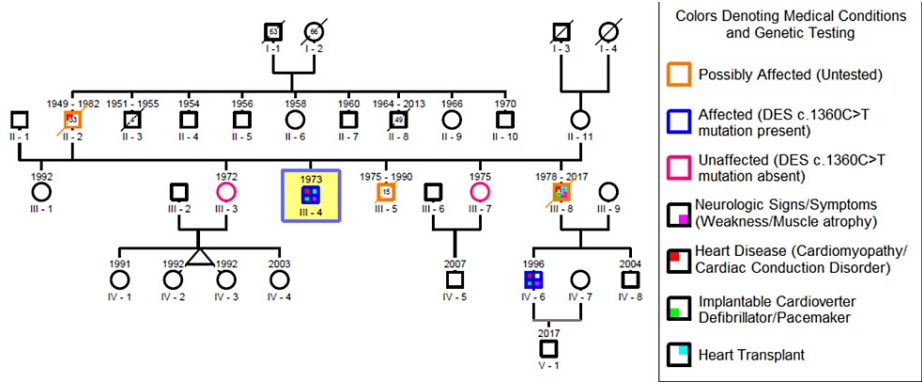 63
66
I - 1
I - 2
I - 3
I - 4
1949 - 1982
1951 - 1955
1954
1956
1958
1960
1964 - 2013
1966
1970
33
49
II - 1
II - 2
II - 3
II - 4
II - 5
II - 6
II - 7
II - 8
II - 9
II - 10
II - 11
1992
1972
1973
1975 - 1990
1975
1978 - 2017
15
III - 1
III - 2
III - 3
III - 4
III - 5
III - 6
III - 7
III - 8
III - 9
1991
1992
1992
2003
2007
1996
2004
IV - 1
IV - 2
IV - 3
IV - 4
IV - 5
IV - 6
IV - 7
IV - 8
2017
V - 1
Colors Denoting Medical Conditions
and Genetic Testing
Possibly Affected (Untested)
Affected (DES c.1360C>T
mutation present)
Unaffected (DES c.1360C>T
mutation absent)
Neurologic Signs/Symptoms
(Weakness/Muscle atrophy)
Heart Disease (Cardiomyopathy/
Cardiac Conduction Disorder)
Implantable Cardioverter
Defibrillator/Pacemaker
Heart Transplant